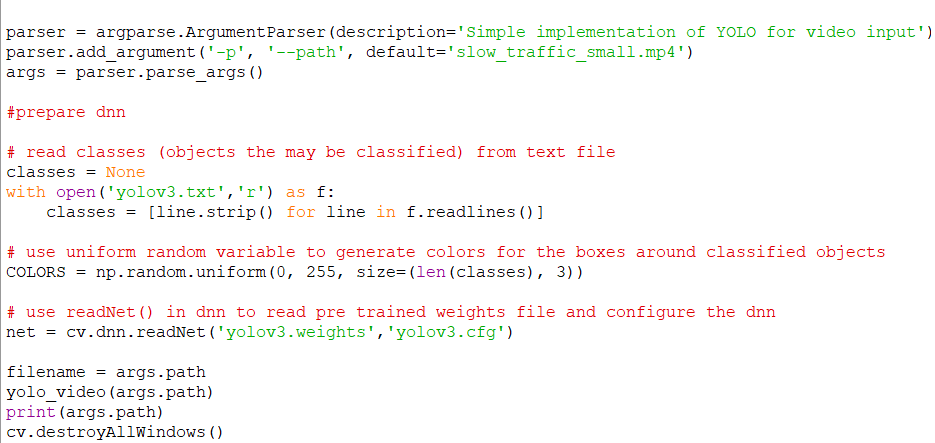 parser = argparse.ArgumentParser(description='Simple implementation of YOLO for video input')
parser.add_argument('-p', '--path', default='slow_traffic_small.mp4')
args = parser.parse_args()
#prepare dnn
# read classes (objects the may be classified) from text file
classes = None
with open('yolov3.txt','r') as f:
    classes = [line.strip() for line in f.readlines()]
# use uniform random variable to generate colors for the boxes around classified objects
COLORS = np.random.uniform(0, 255, size=(len(classes), 3))
# use readNet() in dnn to read pre trained weights file and configure the dnn
net = cv.dnn.readNet('yolov3.weights','yolov3.cfg')
filename = args.path
yolo_video(args.path)
print(args.path)
cv.destroyAllWindows()